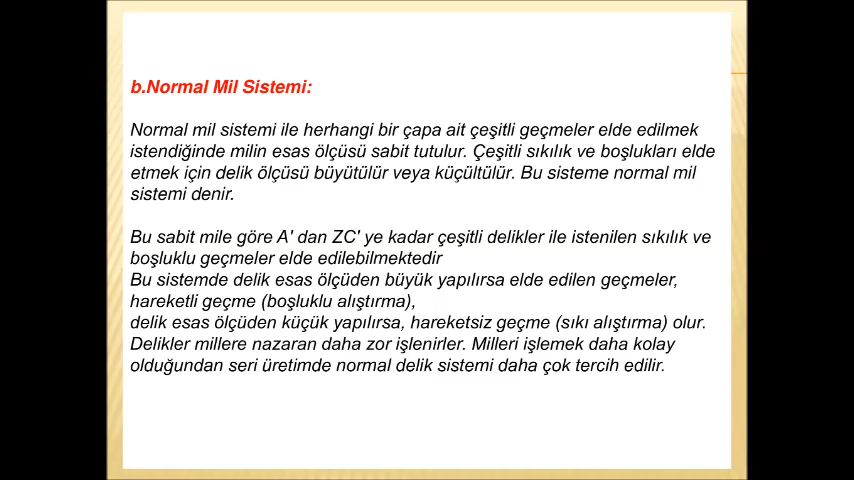 b.Normal Mil Sistemi:
Normal mil sistemi ile herhangi bir çapa ait çeşitli geçmeler elde edilmek
istendiğinde milin esas ölçüsü sabit tutulur. Çeşitli sıkılık ve boşlukları elde
etmek için delik ölçüsü büyütülür veya küçültülür. Bu sisteme normal mil
sistemi denir.
Bu sabit mile göre A' dan ZC' ye kadar çeşitli delikler ile istenilen sıkılık ve
boşluklu geçmeler elde edilebilmektedir
Bu sistemde delik esas ölçüden büyük yapılırsa elde edilen geçmeler,
hareketli geçme (boşluklu alıştırma),
delik esas ölçüden küçük yapılırsa, hareketsiz geçme (sıkı alıştırma) olur.
Delikler millere nazaran daha zor işlenirler. Milleri işlemek daha kolay
olduğundan seri üretimde normal delik sistemi daha çok tercih edilir.